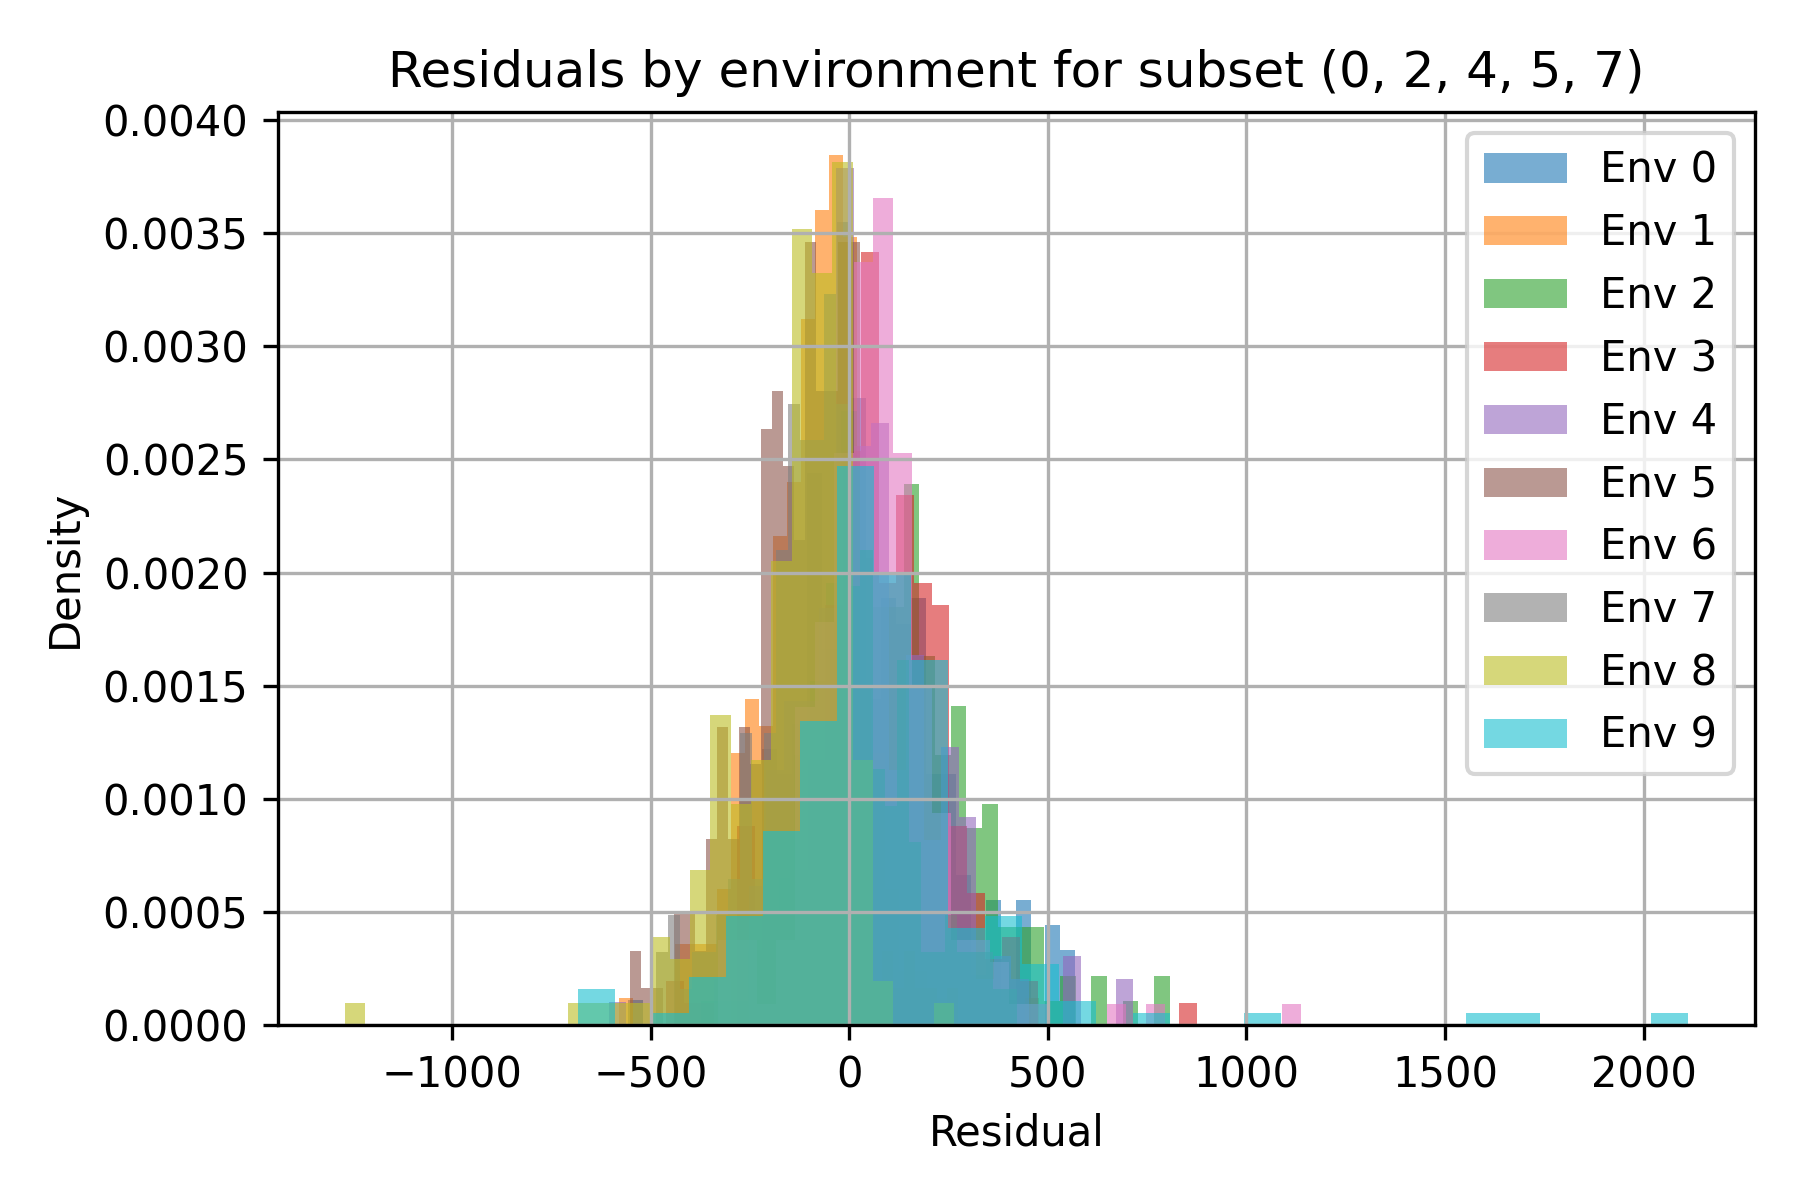 Residuals by environment for subset (0, 2, 4, 5, 7)
0.0040
0.0035
0.0030
0.0025
0.0020
0.0015
0.0010
0.0005
0.0000
Density
−1000
−500
0
500
1000
1500
2000
Residual
Env 0
Env 1
Env 2
Env 3
Env 4
Env 5
Env 6
Env 7
Env 8
Env 9